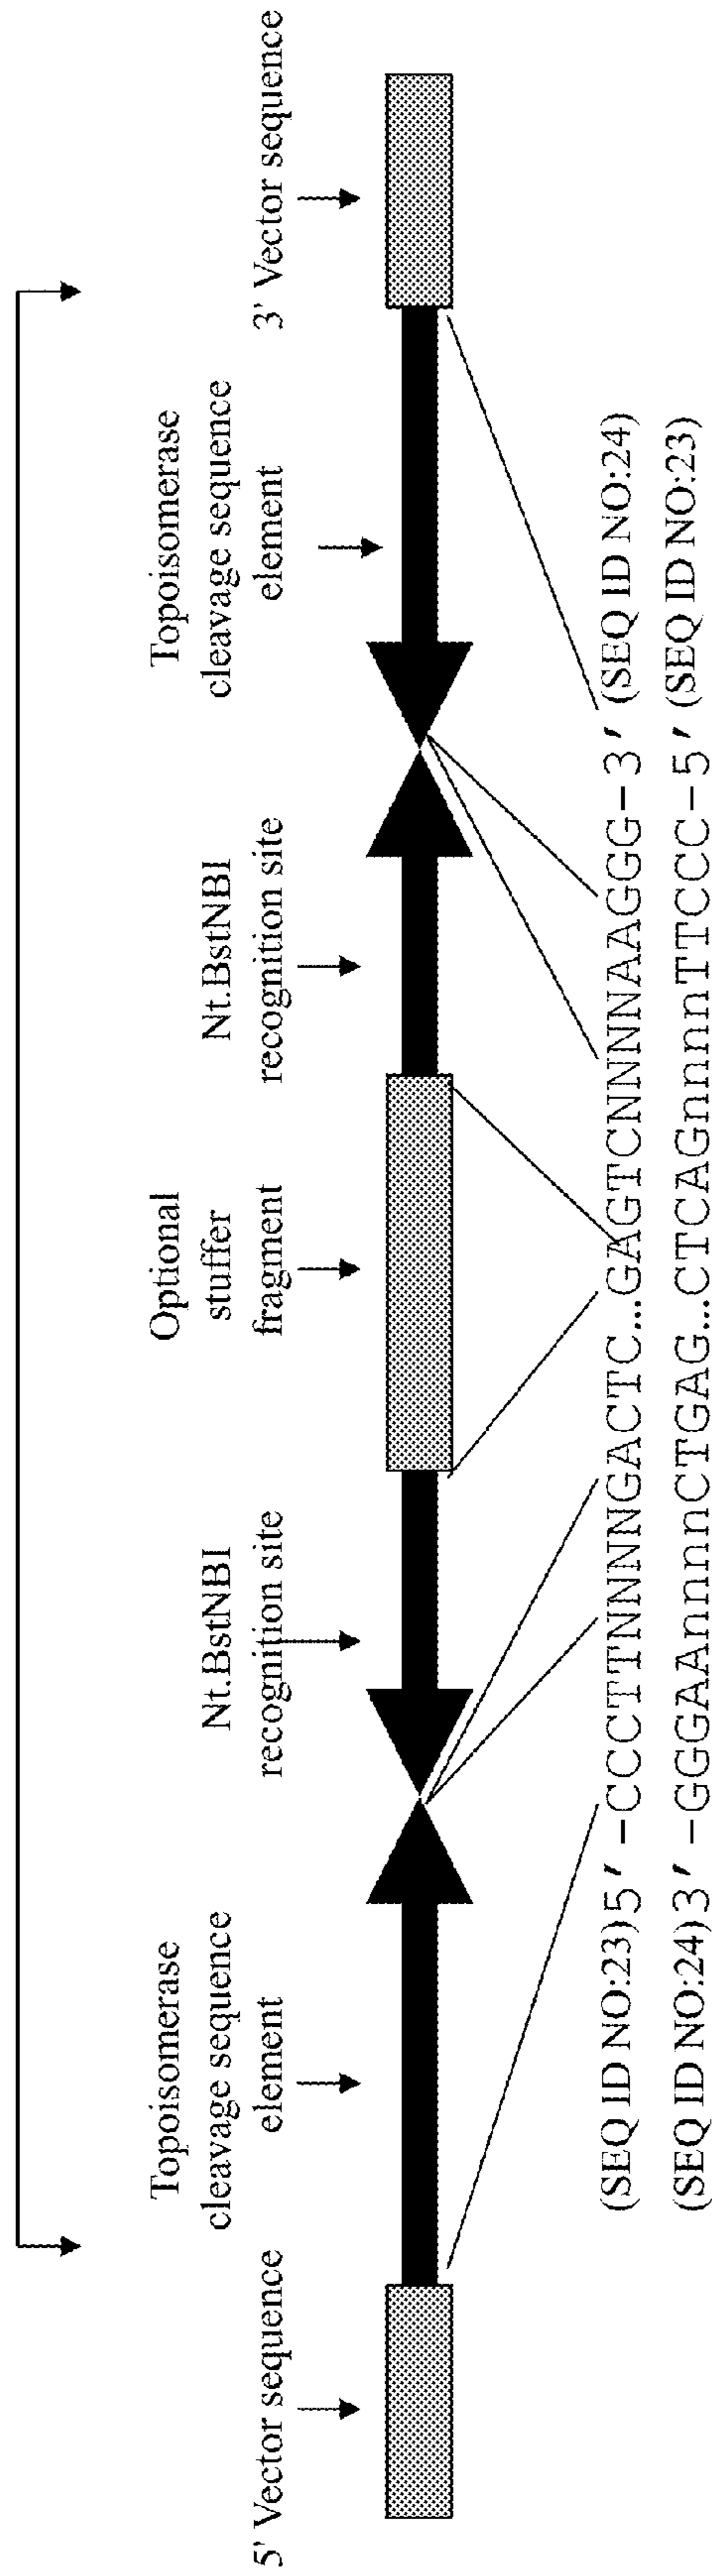 5' Vector sequence
Topoisomerase
cleavage sequence
element
Nt.BstNBI
recognition site
Optional
stuffer
fragment
Nt.BstNBI
recognition site
Topoisomerase
cleavage sequence
element
3' Vector sequence
(SEQ ID NO:23)5'-CCCTTNNNNGACTC...GAGTCNNNNAAGGG-3' (SEQ ID NO:24)
(SEQ ID NO:24)3'-GGGAAnnnnCTGAG...CTCAGnnnnTTCCC-5' (SEQ ID NO:23)